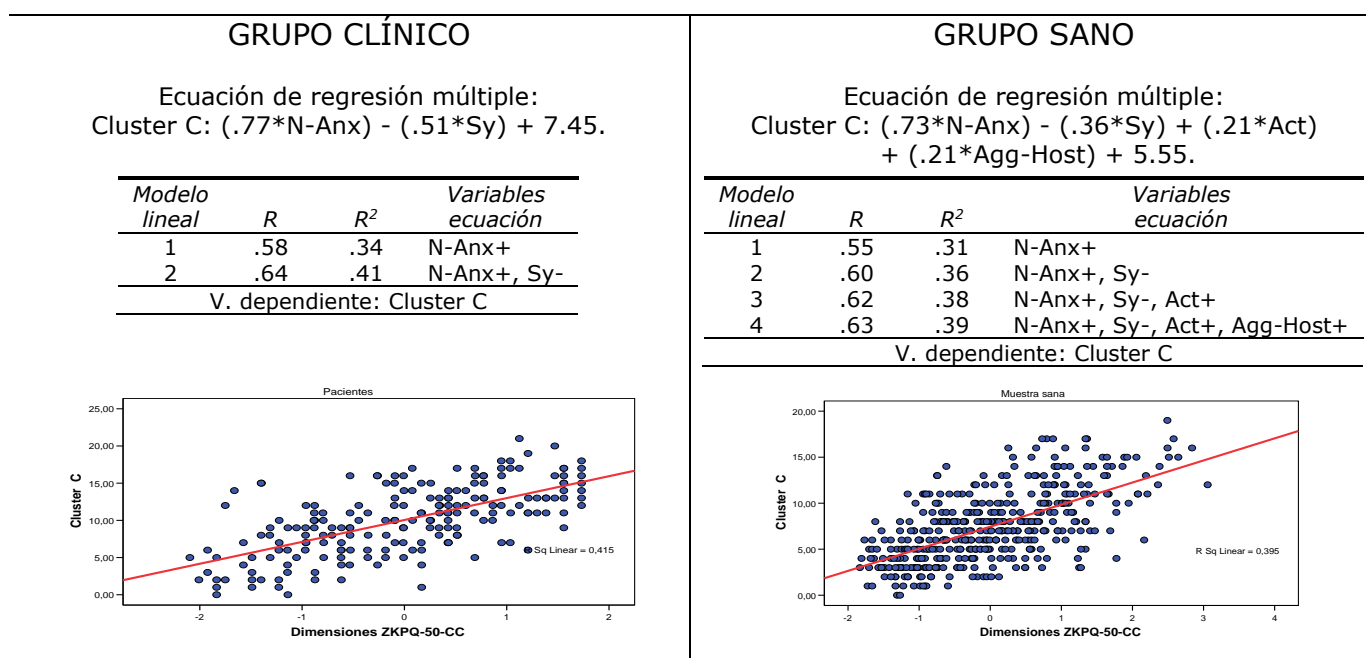 GRUPO CLÍNICO
Ecuación de regresión múltiple:
Cluster C: (.77*N-Anx) - (.51*Sy) + 7.45.
Modelo lineal R R² Variables ecuación
1 .58 .34 N-Anx+
2 .64 .41 N-Anx+, Sy-
V. dependiente: Cluster C
Pacientes
25,00
20,00
15,00
10,00
5,00
0,00
Cluster C
R Sq Linear = 0,415
-2 -1 0 1 2
Dimensiones ZKPQ-50-CC
GRUPO SANO
Ecuación de regresión múltiple:
Cluster C: (.73*N-Anx) - (.36*Sy) + (.21*Act)
+ (.21*Agg-Host) + 5.55.
Modelo lineal R R² Variables ecuación
1 .55 .31 N-Anx+
2 .60 .36 N-Anx+, Sy-
3 .62 .38 N-Anx+, Sy-, Act+
4 .63 .39 N-Anx+, Sy-, Act+, Agg-Host+
V. dependiente: Cluster C
Muestra sana
20,00
15,00
10,00
5,00
0,00
Cluster C
R Sq Linear = 0,395
-2 -1 0 1 2 3 4
Dimensiones ZKPQ-50-CC